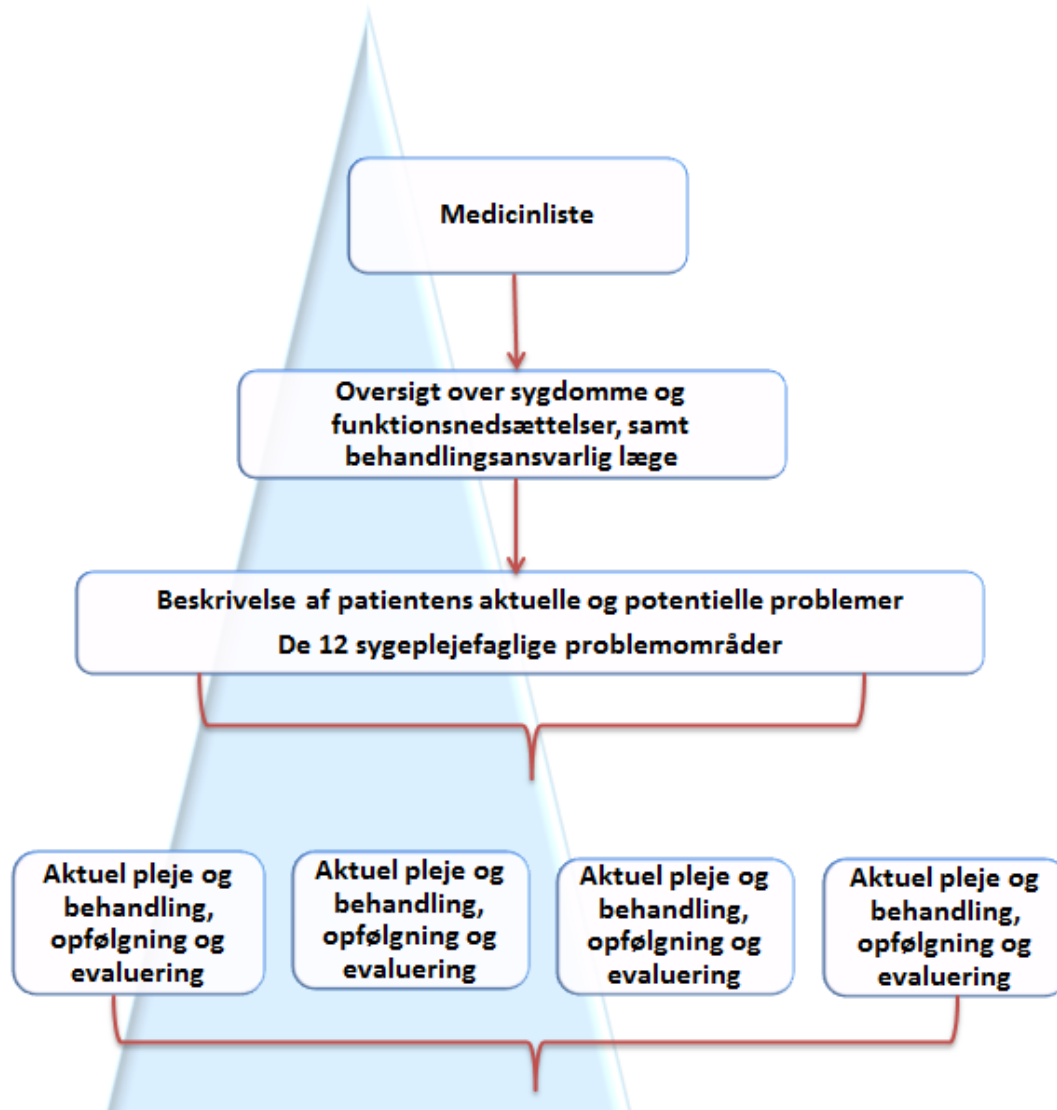 Medicinliste
Oversigt over sygdomme og
funktionsnedsættelser, samt
behandlingsansvarlig læge
Beskrivelse af patientens aktuelle og potentielle problemer
De 12 sygeplejefaglige problemområder
Aktuel pleje og
behandling,
opfølgning og
evaluering
Aktuel pleje og
behandling,
opfølgning og
evaluering
Aktuel pleje og
behandling,
opfølgning og
evaluering
Aktuel pleje og
behandling,
opfølgning og
evaluering